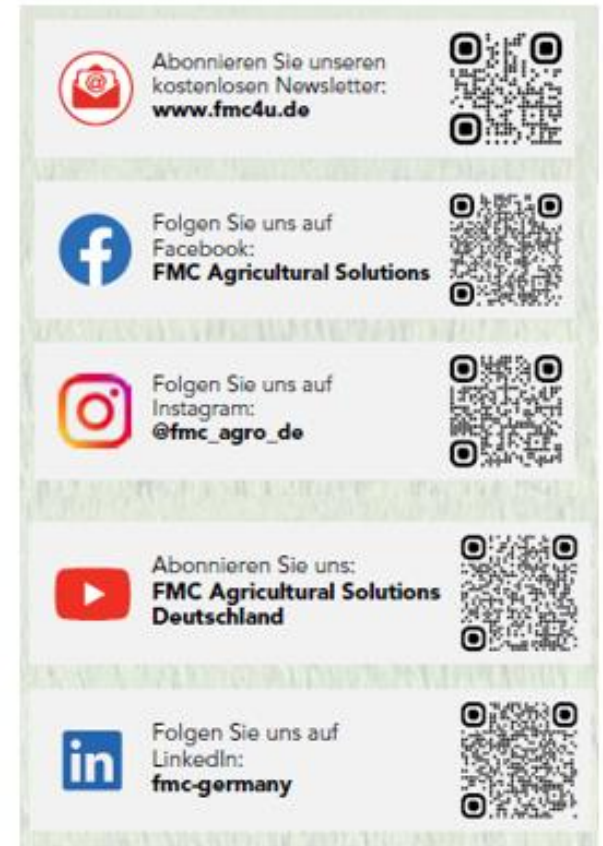 Abonnieren Sie unseren
kostenlosen Newsletter:
www.fmc4u.de
Folgen Sie uns auf
Facebook:
FMC Agricultural Solutions
Folgen Sie uns auf
Instagram:
@fmc_agro_de
Abonnieren Sie uns:
FMC Agricultural Solutions
Deutschland
Folgen Sie uns auf
LinkedIn:
fmc-germany